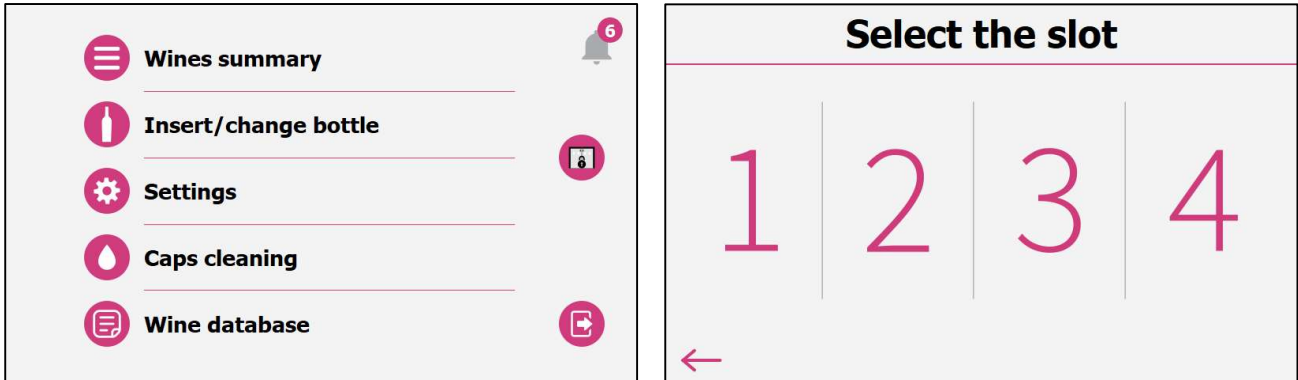 6
Wines summary
Insert/change bottle
Settings
Caps cleaning
Wine database
Select the slot
1 2 3 4